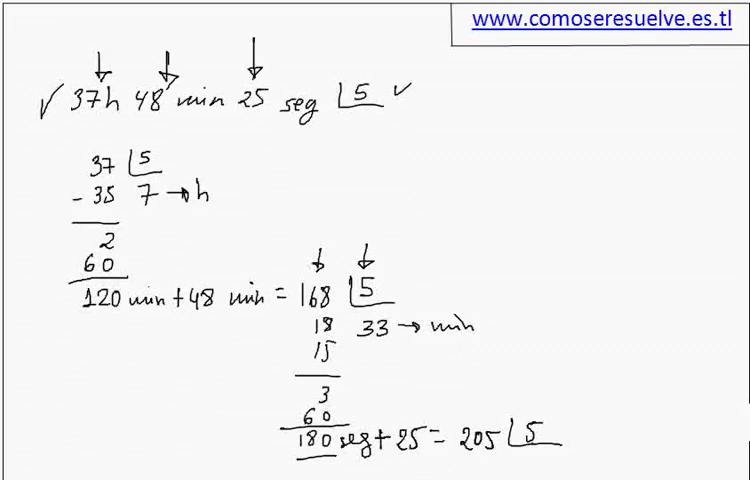 www.comoseresuelve.es.tl
✓ 37h 48 min 25 seg 5 ✓
37 5
- 35 7 → h
2
60
120 min + 48 min = 168 5
18 33 → min
15
3
60
180 seg + 25 = 205 5